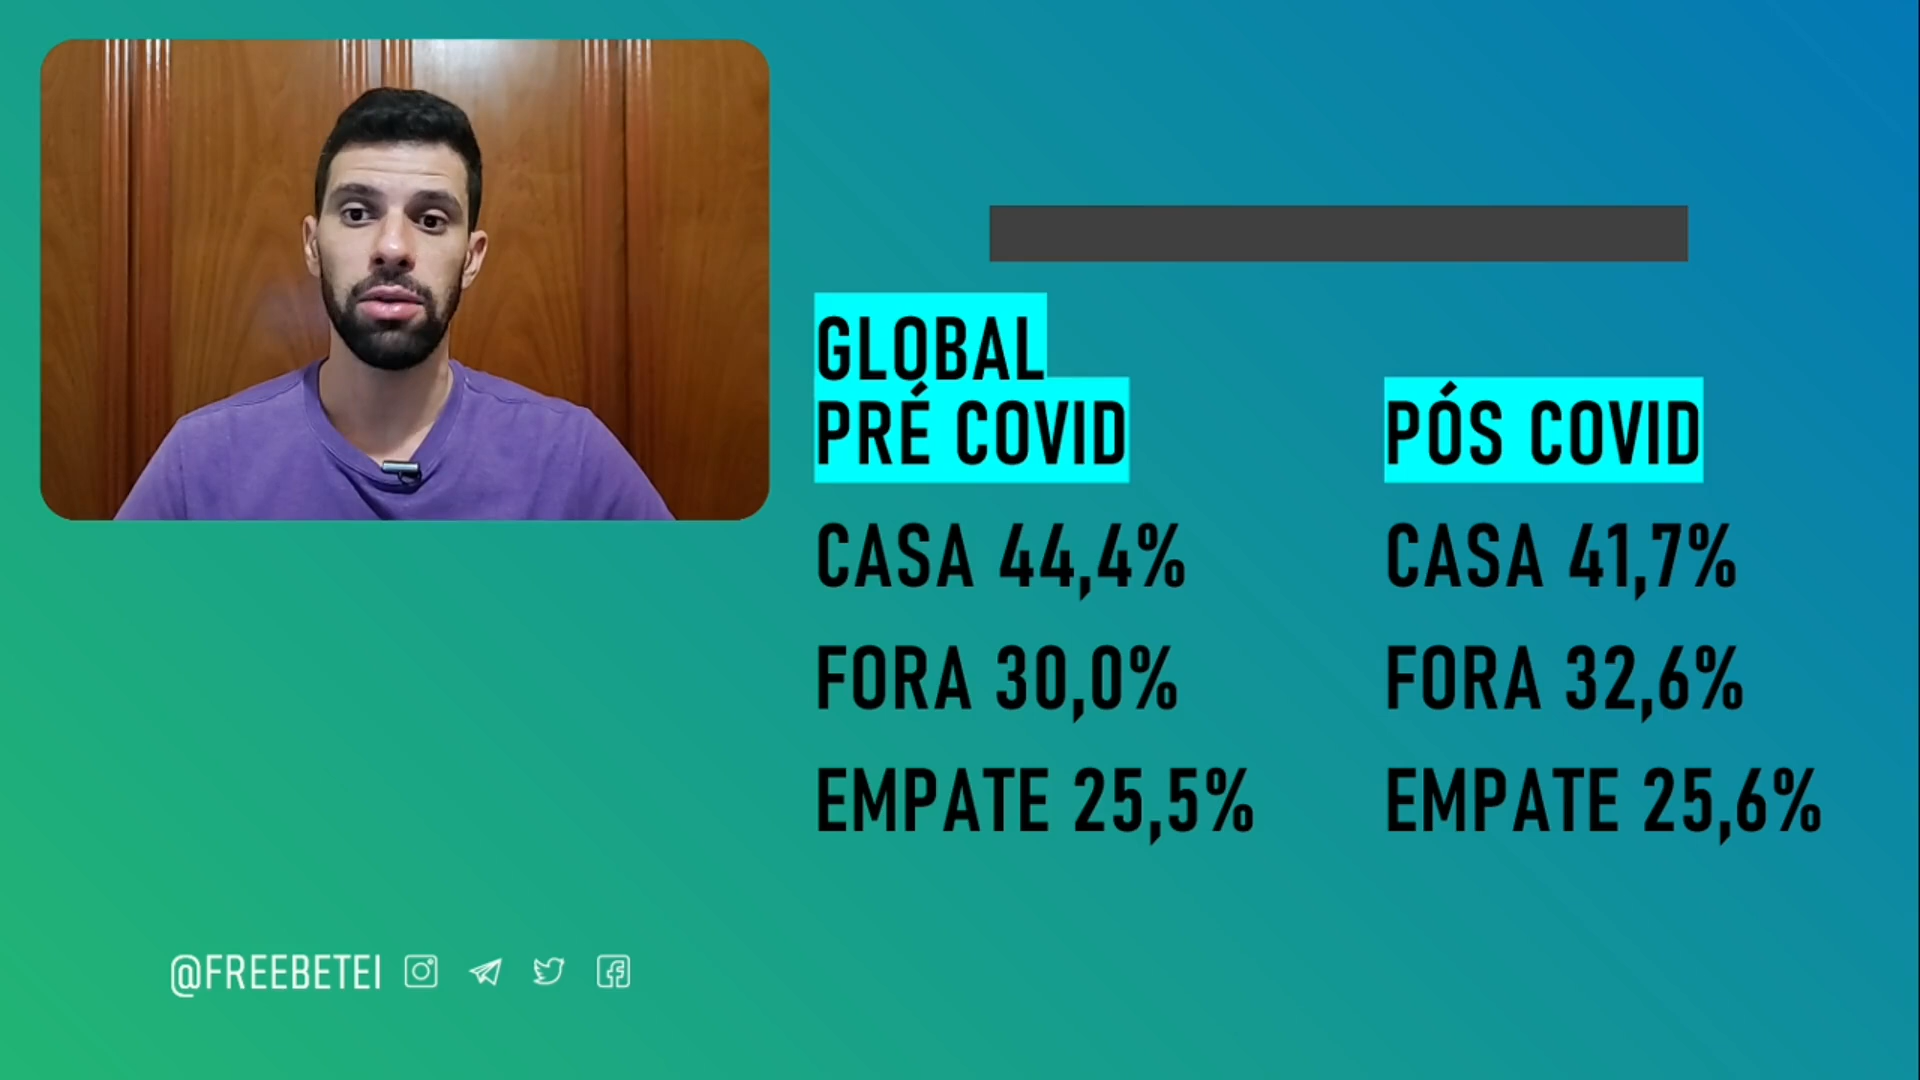 GLOBAL
PRÉ COVID
CASA 44,4%
FORA 30,0%
EMPATE 25,5%
PÓS COVID
CASA 41,7%
FORA 32,6%
EMPATE 25,6%
@FREEBETEI